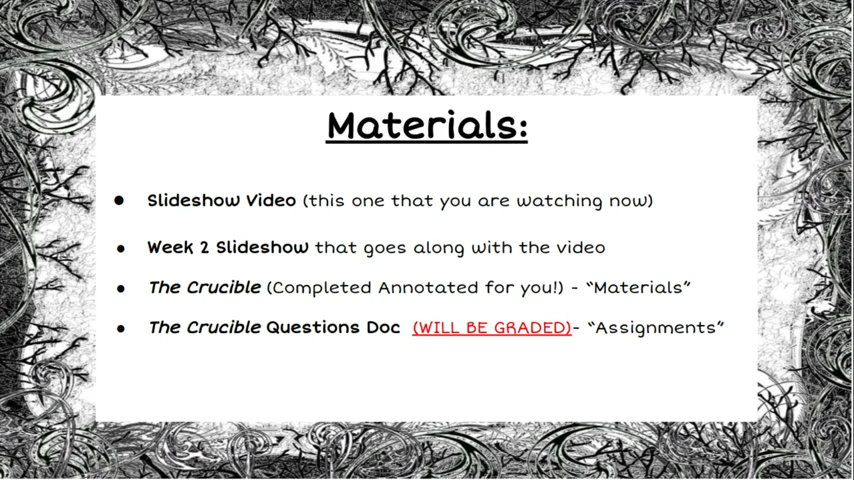 Materials:
● Slideshow Video (this one that you are watching now)
● Week 2 Slideshow that goes along with the video
● The Crucible (Completed Annotated for you!) - “Materials”
● The Crucible Questions Doc (WILL BE GRADED)- “Assignments”